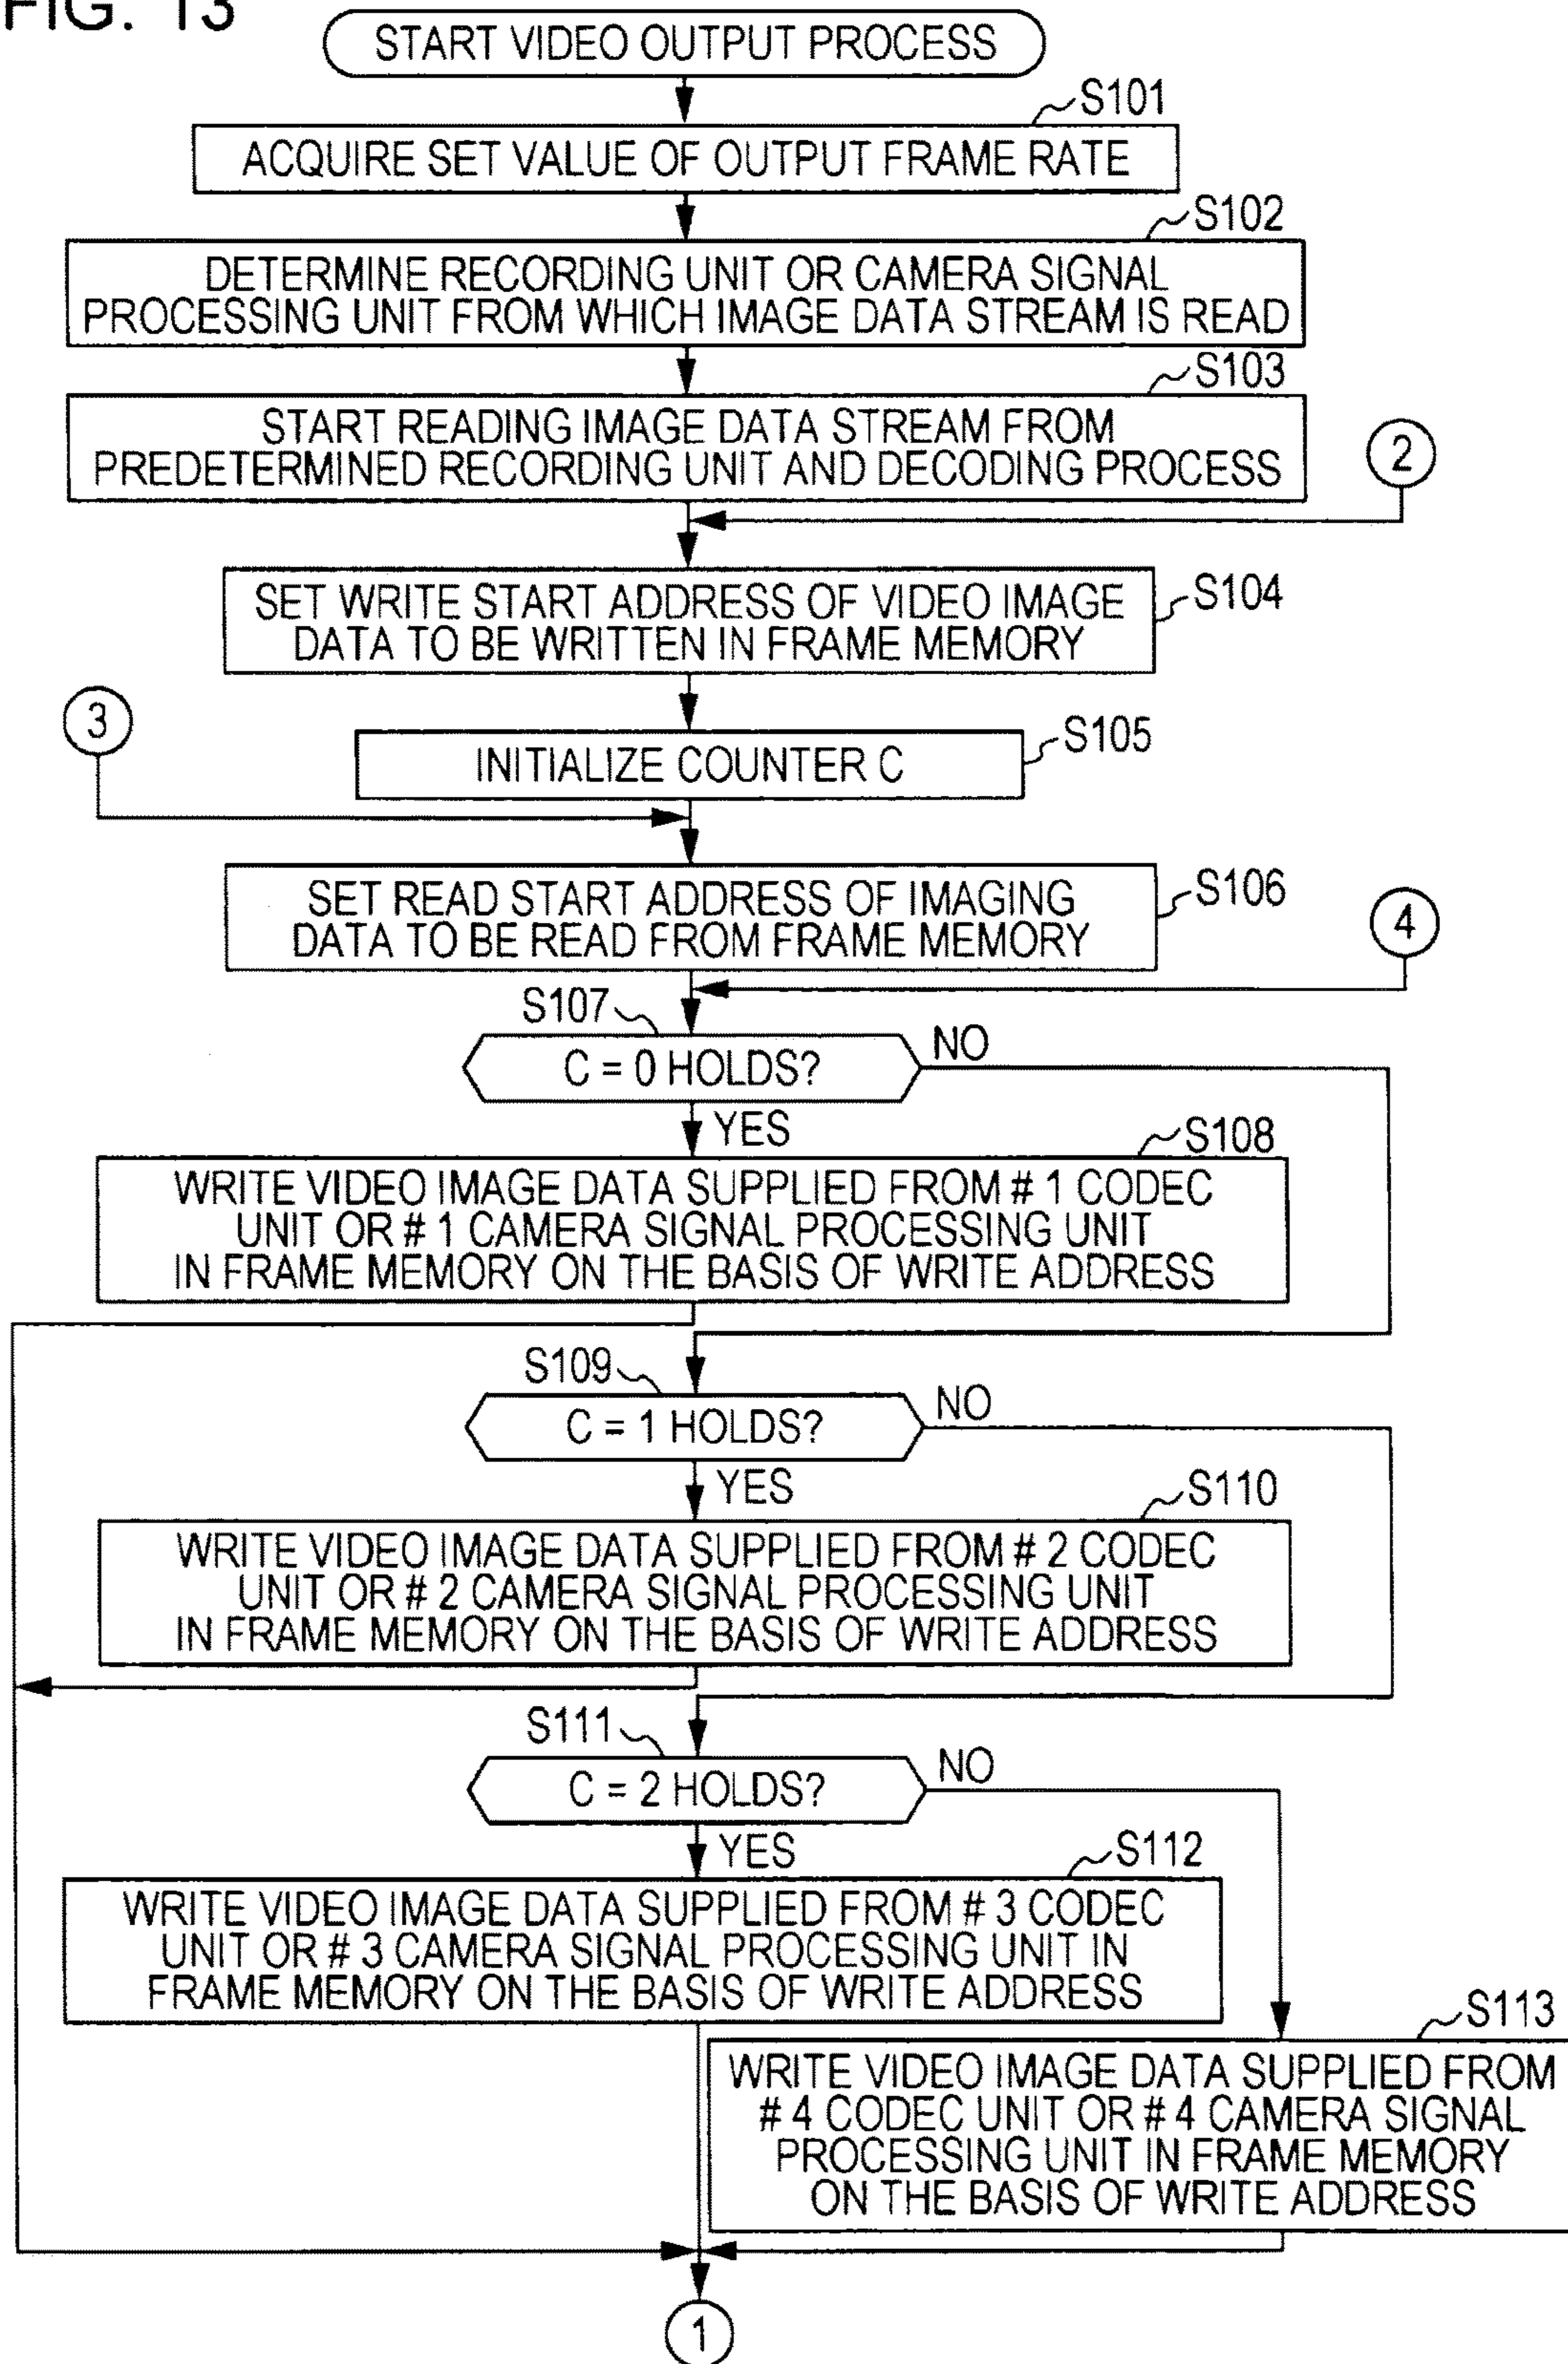 FIG. 13
START VIDEO OUTPUT PROCESS
S101
ACQUIRE SET VALUE OF OUTPUT FRAME RATE
S102
DETERMINE RECORDING UNIT OR CAMERA SIGNAL
PROCESSING UNIT FROM WHICH IMAGE DATA STREAM IS READ
S103
START READING IMAGE DATA STREAM FROM
PREDETERMINED RECORDING UNIT AND DECODING PROCESS
2
SET WRITE START ADDRESS OF VIDEO IMAGE
DATA TO BE WRITTEN IN FRAME MEMORY
S104
3
INITIALIZE COUNTER C
S105
SET READ START ADDRESS OF IMAGING
DATA TO BE READ FROM FRAME MEMORY
S106
4
S107
C = 0 HOLDS?
NO
YES
S108
WRITE VIDEO IMAGE DATA SUPPLIED FROM # 1 CODEC
UNIT OR # 1 CAMERA SIGNAL PROCESSING UNIT
IN FRAME MEMORY ON THE BASIS OF WRITE ADDRESS
S109
C = 1 HOLDS?
NO
YES
S110
WRITE VIDEO IMAGE DATA SUPPLIED FROM # 2 CODEC
UNIT OR # 2 CAMERA SIGNAL PROCESSING UNIT
IN FRAME MEMORY ON THE BASIS OF WRITE ADDRESS
S111
C = 2 HOLDS?
NO
YES
S112
WRITE VIDEO IMAGE DATA SUPPLIED FROM # 3 CODEC
UNIT OR # 3 CAMERA SIGNAL PROCESSING UNIT IN
FRAME MEMORY ON THE BASIS OF WRITE ADDRESS
S113
WRITE VIDEO IMAGE DATA SUPPLIED FROM
# 4 CODEC UNIT OR # 4 CAMERA SIGNAL
PROCESSING UNIT IN FRAME MEMORY
ON THE BASIS OF WRITE ADDRESS
1